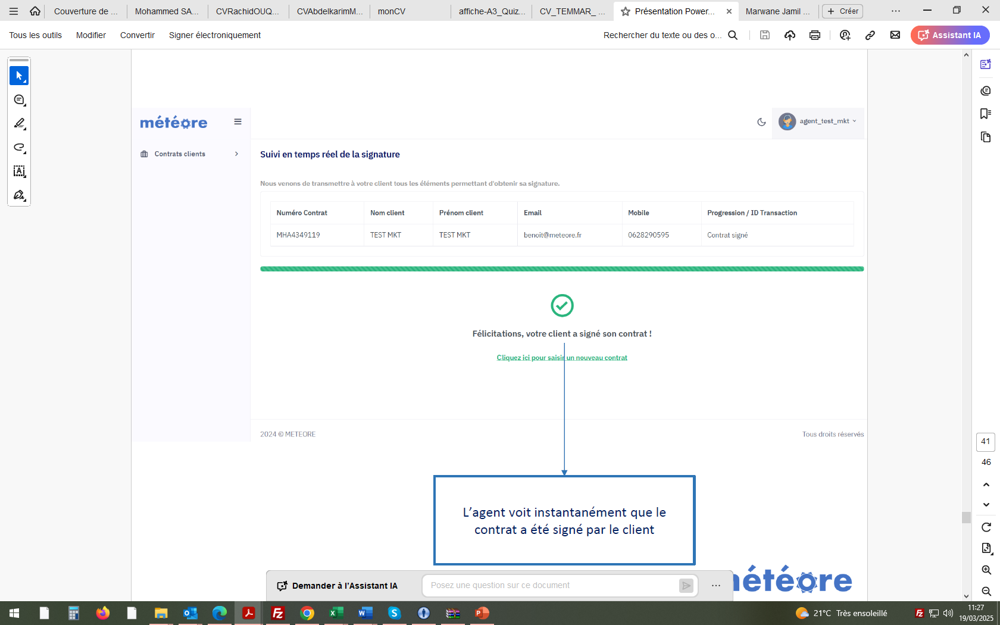 Couverture de ...
Mohammed SA...
CVRachidOUQ...
CVAbdelkarimM...
monCV
affiche-A3_Quiz...
CV_TEMMAR_ ...
Présentation Power...
Marwane Jamil ...
Créer
Tous les outils
Modifier
Convertir
Signer électroniquement
Rechercher du texte ou des o...
Assistant IA
météore
agent_test_mkt
Contrats clients
Suivi en temps réel de la signature
Nous venons de transmettre à votre client tous les éléments permettant d'obtenir sa signature.
Numéro Contrat Nom client Prénom client Email Mobile Progression / ID Transaction
MHA4349119 TEST MKT TEST MKT benoit@meteore.fr 0628290595 Contrat signé
Félicitations, votre client a signé son contrat !
Cliquez ici pour saisir un nouveau contrat
2024 © METEORE
Tous droits réservés
41
46
L’agent voit instantanément que le
contrat a été signé par le client
météore
Demander à l’Assistant IA
Posez une question sur ce document
21°C Très ensoleillé
11:27
19/03/2025